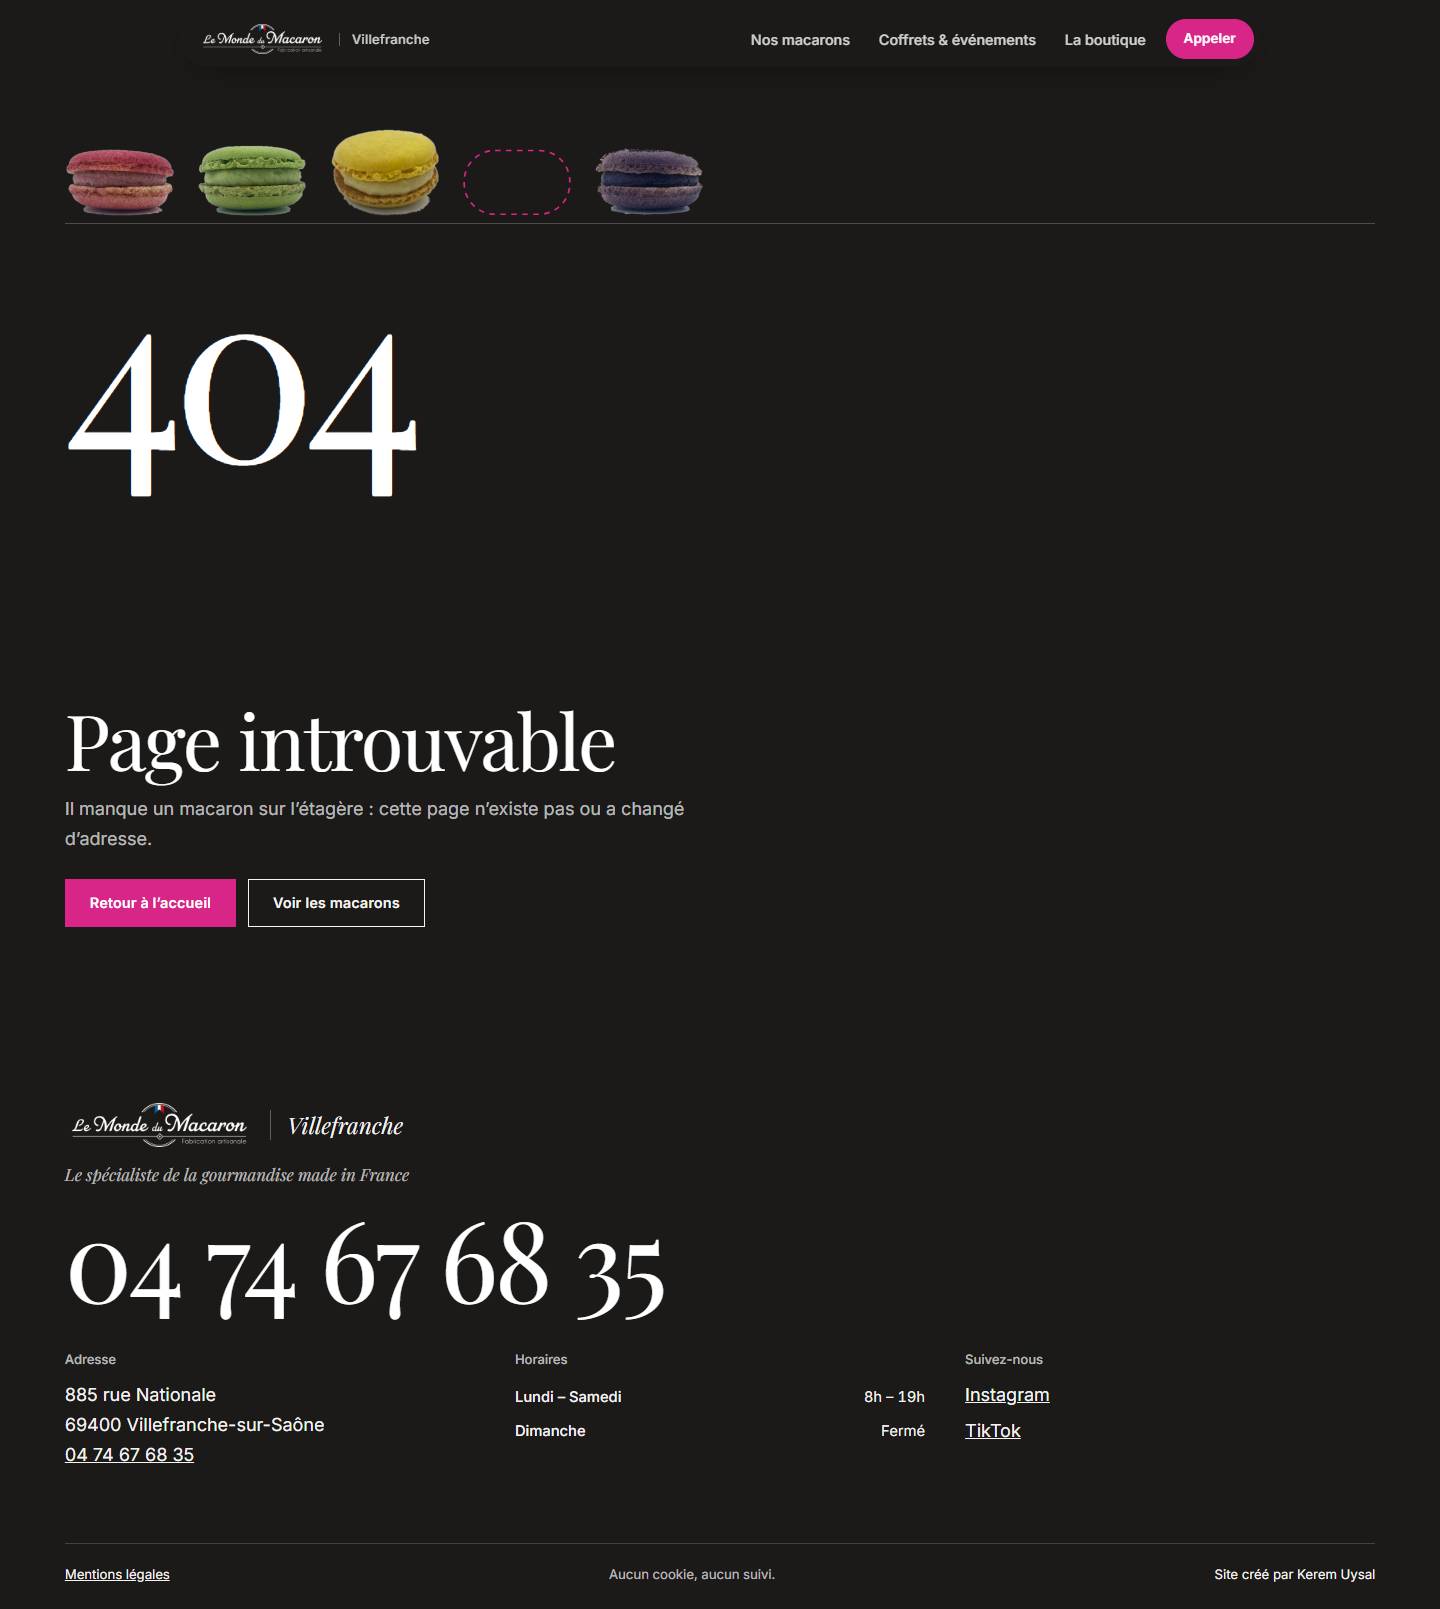 Le Monde du Macaron
Fabrication artisanale
Villefranche
Nos macarons
Coffrets & événements
La boutique
Appeler
404
Page introuvable
Il manque un macaron sur l’étagère : cette page n’existe pas ou a changé
d’adresse.
Retour à l’accueil
Voir les macarons
Le Monde du Macaron
Fabrication artisanale
Villefranche
Le spécialiste de la gourmandise made in France
04 74 67 68 35
Adresse
885 rue Nationale
69400 Villefranche-sur-Saône
04 74 67 68 35
Horaires
Lundi – Samedi 8h – 19h
Dimanche Fermé
Suivez-nous
Instagram
TikTok
Mentions légales
Aucun cookie, aucun suivi.
Site créé par Kerem Uysal